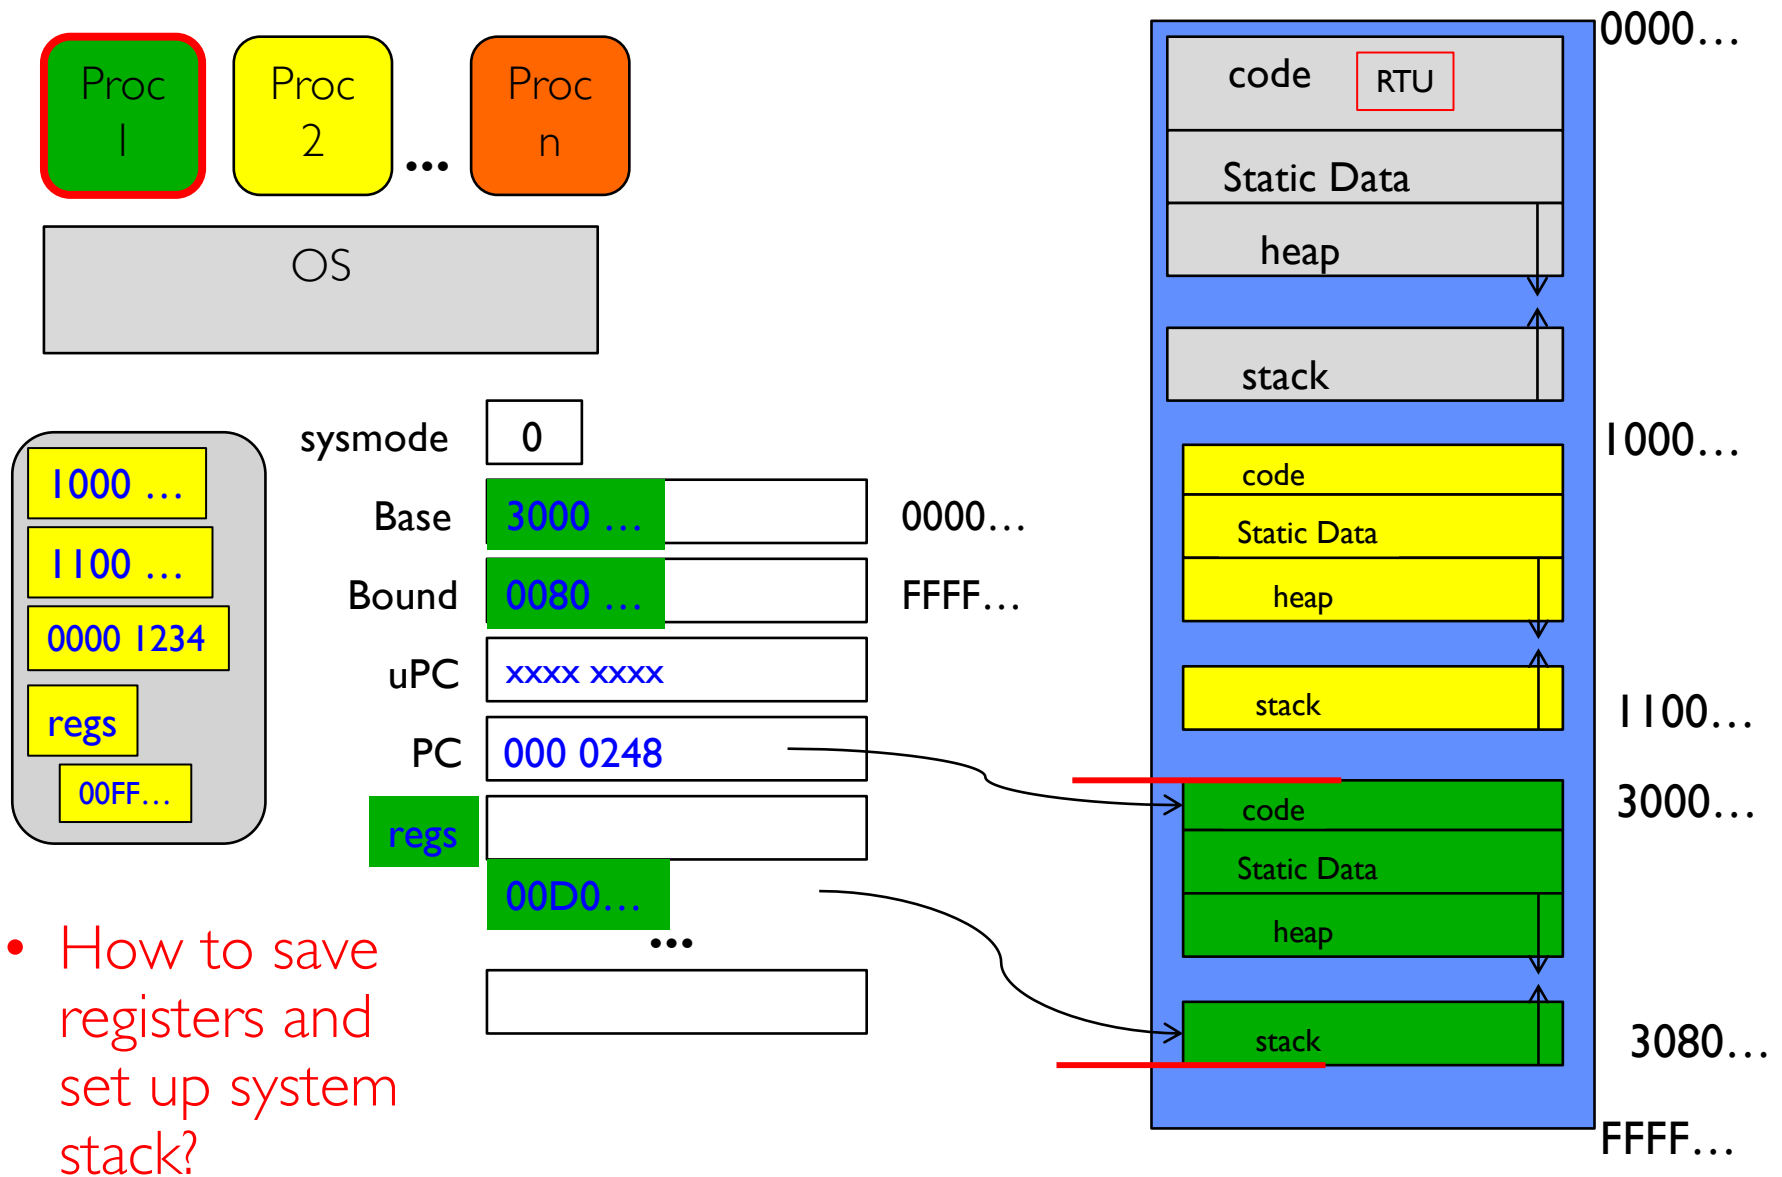 Proc
1
Proc
2
...
Proc
n
OS
sysmode
0
Base
3000 …
0000…
Bound
0080 …
FFFF…
uPC
xxxx xxxx
PC
000 0248
regs
00D0…
...
1000 …
1100 …
0000 1234
regs
00FF…
• How to save
registers and
set up system
stack?
0000…
code
RTU
Static Data
heap
stack
1000…
code
Static Data
heap
stack
1100…
3000…
code
Static Data
heap
stack
3080…
FFFF…